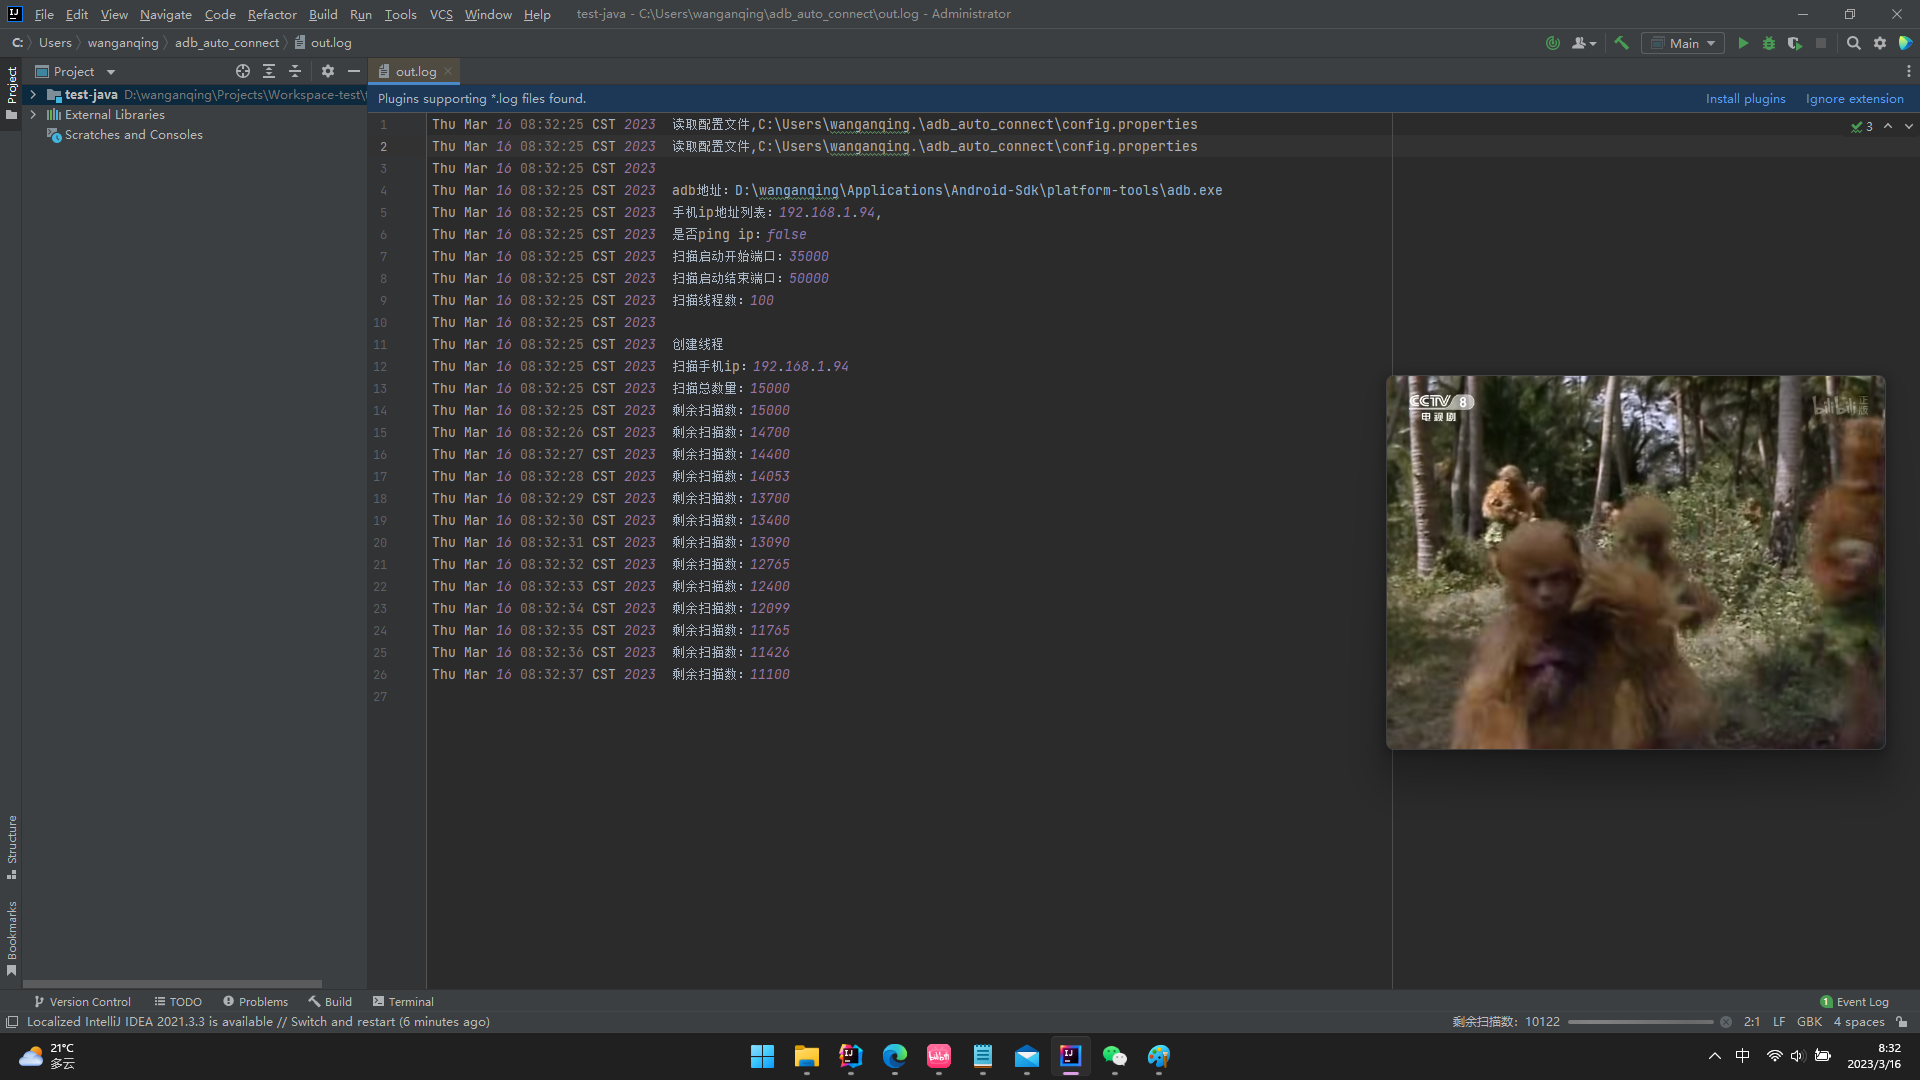 File Edit View Navigate Code Refactor Build Run Tools VCS Window Help test-java - C:\Users\wanganqing\adb_auto_connect\out.log - Administrator
C: Users wanganqing adb_auto_connect out.log Main
Project out.log
Project
test-java D:\wanganqing\Projects\Workspace-test\t
External Libraries
Scratches and Consoles
Plugins supporting *.log files found. Install plugins Ignore extension
3
1 Thu Mar 16 08:32:25 CST 2023 读取配置文件,C:\Users\wanganqing.\adb_auto_connect\config.properties
2 Thu Mar 16 08:32:25 CST 2023 读取配置文件,C:\Users\wanganqing.\adb_auto_connect\config.properties
3 Thu Mar 16 08:32:25 CST 2023
4 Thu Mar 16 08:32:25 CST 2023 adb地址：D:\wanganqing\Applications\Android-Sdk\platform-tools\adb.exe
5 Thu Mar 16 08:32:25 CST 2023 手机ip地址列表：192.168.1.94,
6 Thu Mar 16 08:32:25 CST 2023 是否ping ip：false
7 Thu Mar 16 08:32:25 CST 2023 扫描启动开始端口：35000
8 Thu Mar 16 08:32:25 CST 2023 扫描启动结束端口：50000
9 Thu Mar 16 08:32:25 CST 2023 扫描线程数：100
10 Thu Mar 16 08:32:25 CST 2023
11 Thu Mar 16 08:32:25 CST 2023 创建线程
12 Thu Mar 16 08:32:25 CST 2023 扫描手机ip：192.168.1.94
13 Thu Mar 16 08:32:25 CST 2023 扫描总数量：15000
14 Thu Mar 16 08:32:25 CST 2023 剩余扫描数：15000
15 Thu Mar 16 08:32:26 CST 2023 剩余扫描数：14700
16 Thu Mar 16 08:32:27 CST 2023 剩余扫描数：14400
17 Thu Mar 16 08:32:28 CST 2023 剩余扫描数：14053
18 Thu Mar 16 08:32:29 CST 2023 剩余扫描数：13700
19 Thu Mar 16 08:32:30 CST 2023 剩余扫描数：13400
20 Thu Mar 16 08:32:31 CST 2023 剩余扫描数：13090
21 Thu Mar 16 08:32:32 CST 2023 剩余扫描数：12765
22 Thu Mar 16 08:32:33 CST 2023 剩余扫描数：12400
23 Thu Mar 16 08:32:34 CST 2023 剩余扫描数：12099
24 Thu Mar 16 08:32:35 CST 2023 剩余扫描数：11765
25 Thu Mar 16 08:32:36 CST 2023 剩余扫描数：11426
26 Thu Mar 16 08:32:37 CST 2023 剩余扫描数：11100
27
CCTV 8
电视剧
bilibili 正版
Structure
Bookmarks
Version Control TODO Problems Build Terminal 1 Event Log
Localized IntelliJ IDEA 2021.3.3 is available // Switch and restart (6 minutes ago) 剩余扫描数：10122 2:1 LF GBK 4 spaces
21°C
多云
中
8:32
2023/3/16